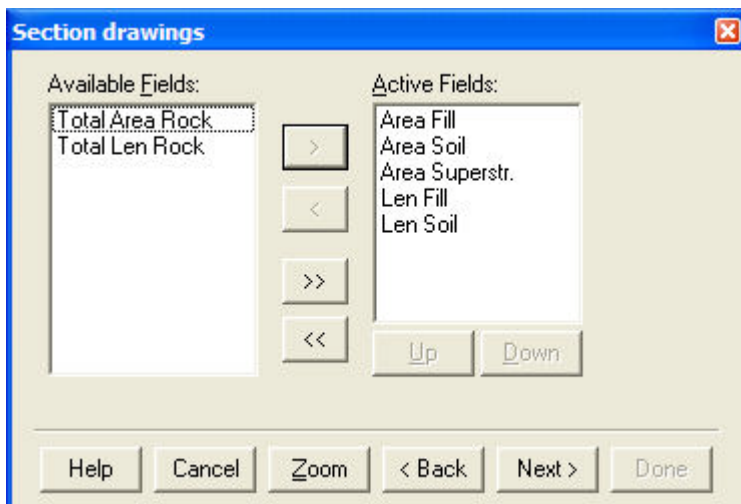 Section drawings
Available Fields:
Total Area Rock
Total Len Rock
>
<
>>
<<
Active Fields:
Area Fill
Area Soil
Area Superstr.
Len Fill
Len Soil
Up Down
Help Cancel Zoom < Back Next > Done